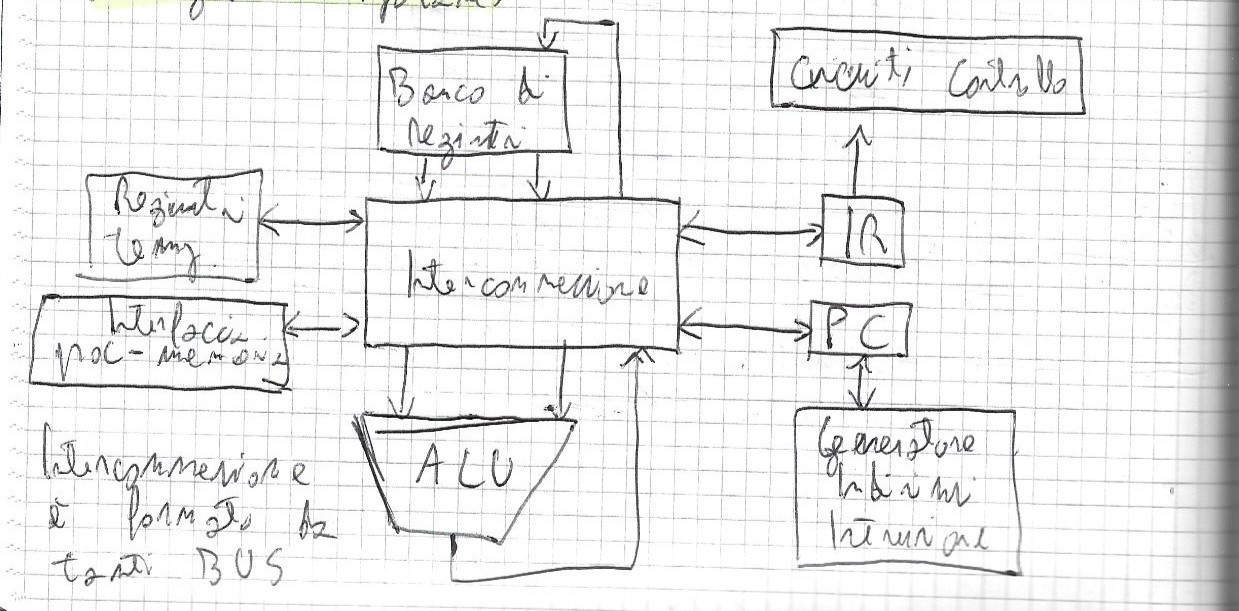 Banco di
registri
Circuiti Controllo
Registri
temp.
IR
Interconnessione
Interfaccia
proc-memoria
PC
ALU
Generatore
Indirizzi
Istruzione
Interconnessione
è formato da
tanti BUS